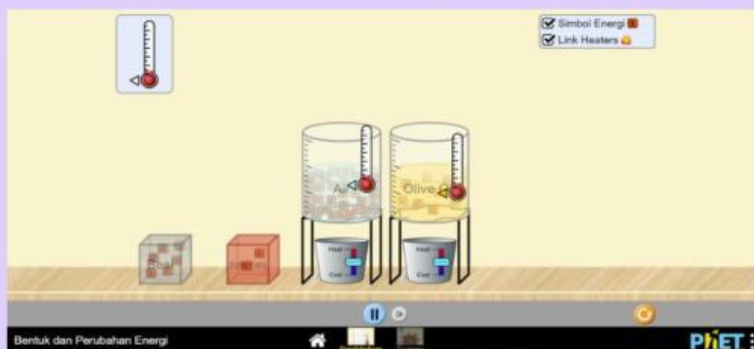 Simbol Energi
Link Heaters
Air
Olive
Heat
Cool
Heat
Cool
Bentuk dan Perubahan Energi
PhET